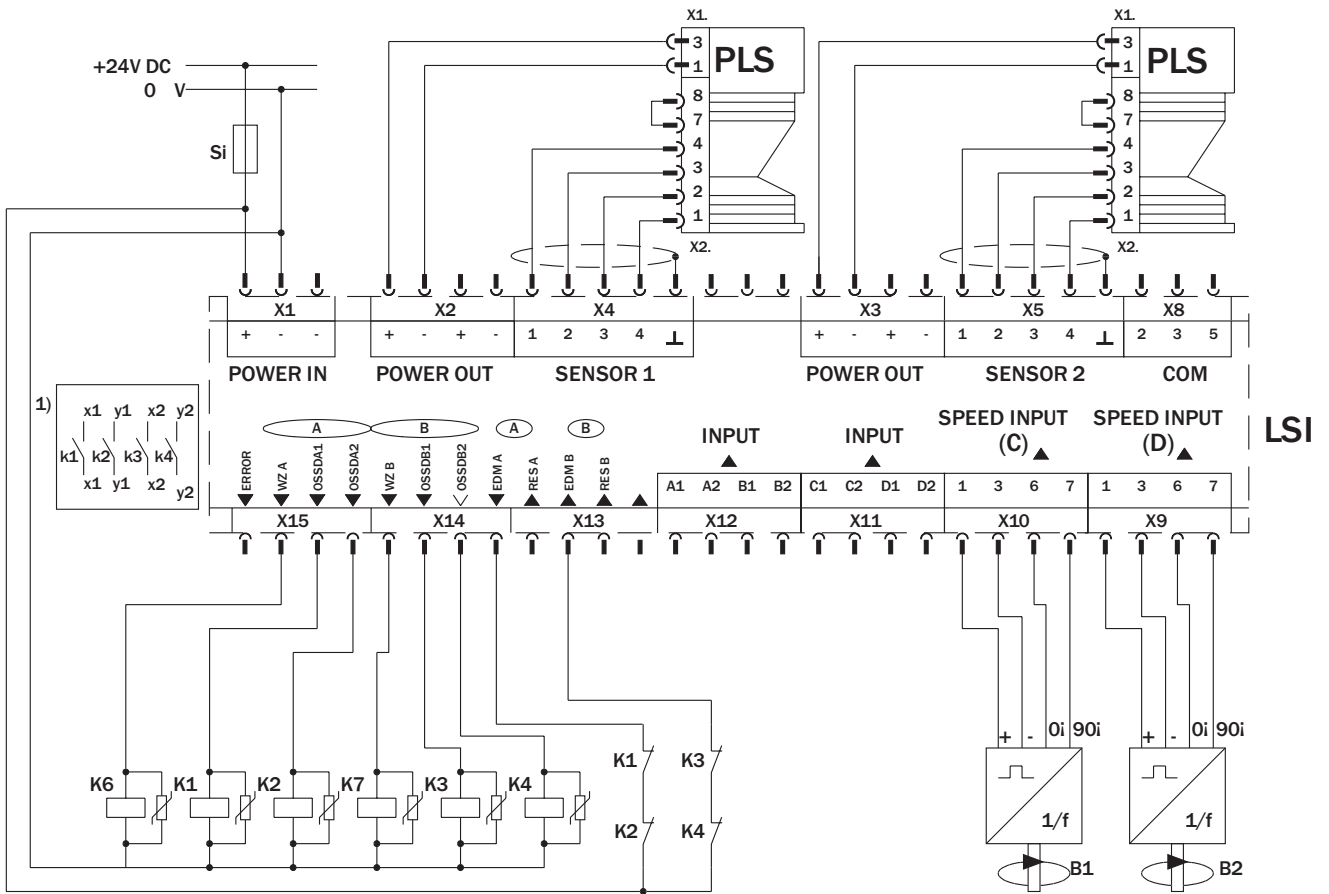 X1. X1.
3 PLS 3 PLS
1 1
+24V DC
0 V
8 8
7 7
Si 4 4
3 3
2 2
1 1
X2. X2.
X1 X2 X4 X3 X5 X8
+ - - + - + - 1 2 3 4 ⊥ + - + - 1 2 3 4 ⊥ 2 3 5
POWER IN POWER OUT SENSOR 1 POWER OUT SENSOR 2 COM
1) x1 y1 x2 y2
k1 k2 k3 k4
x1 y1 x2 y2
A B A B
INPUT INPUT SPEED INPUT (C) SPEED INPUT (D) LSI
ERROR WZ A OSSDA1 OSSDA2 WZ B OSSDB1 OSSDB2 EDM A RES A EDM B RES B
A1 A2 B1 B2 C1 C2 D1 D2 1 3 6 7 1 3 6 7
X15 X14 X13 X12 X11 X10 X9
+ - 0¡ 90¡ + - 0¡ 90¡
K6 K1 K2 K7 K3 K4 K1 K3
K2 K4 1/f 1/f
B1 B2